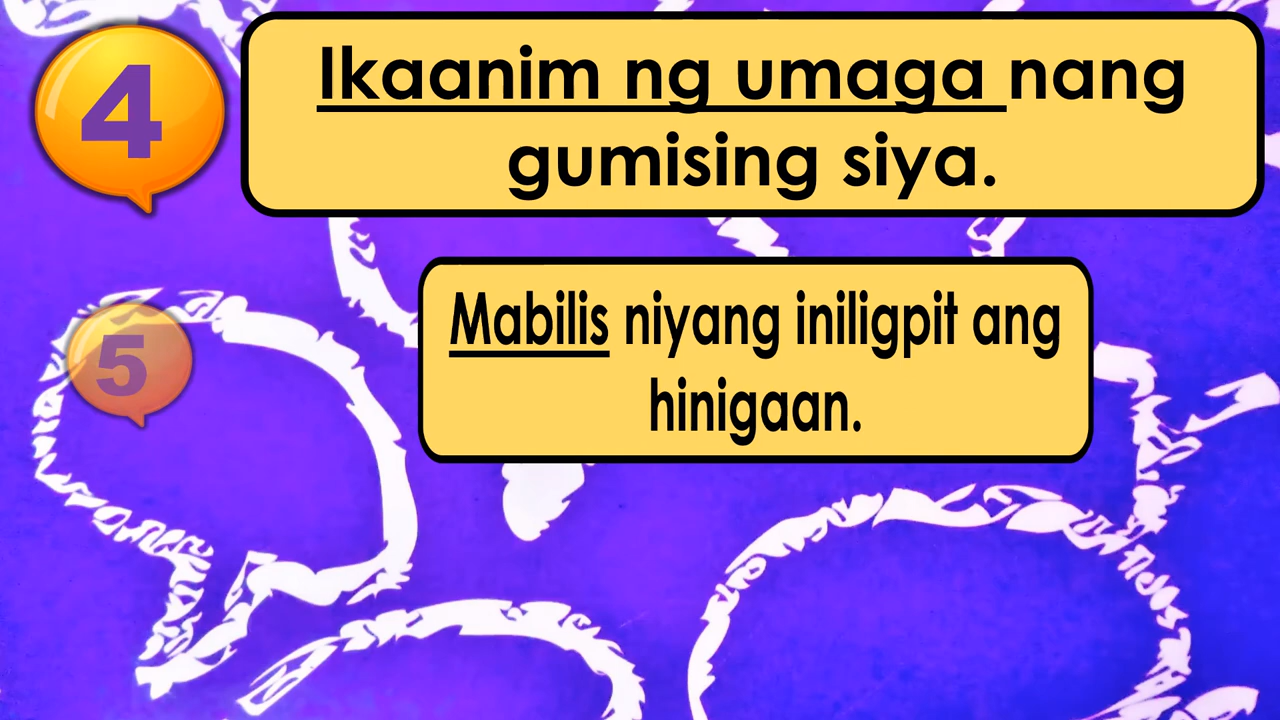 4
Ikaanim ng umaga nang
gumising siya.
5
Mabilis niyang iniligpit ang
hinigaan.